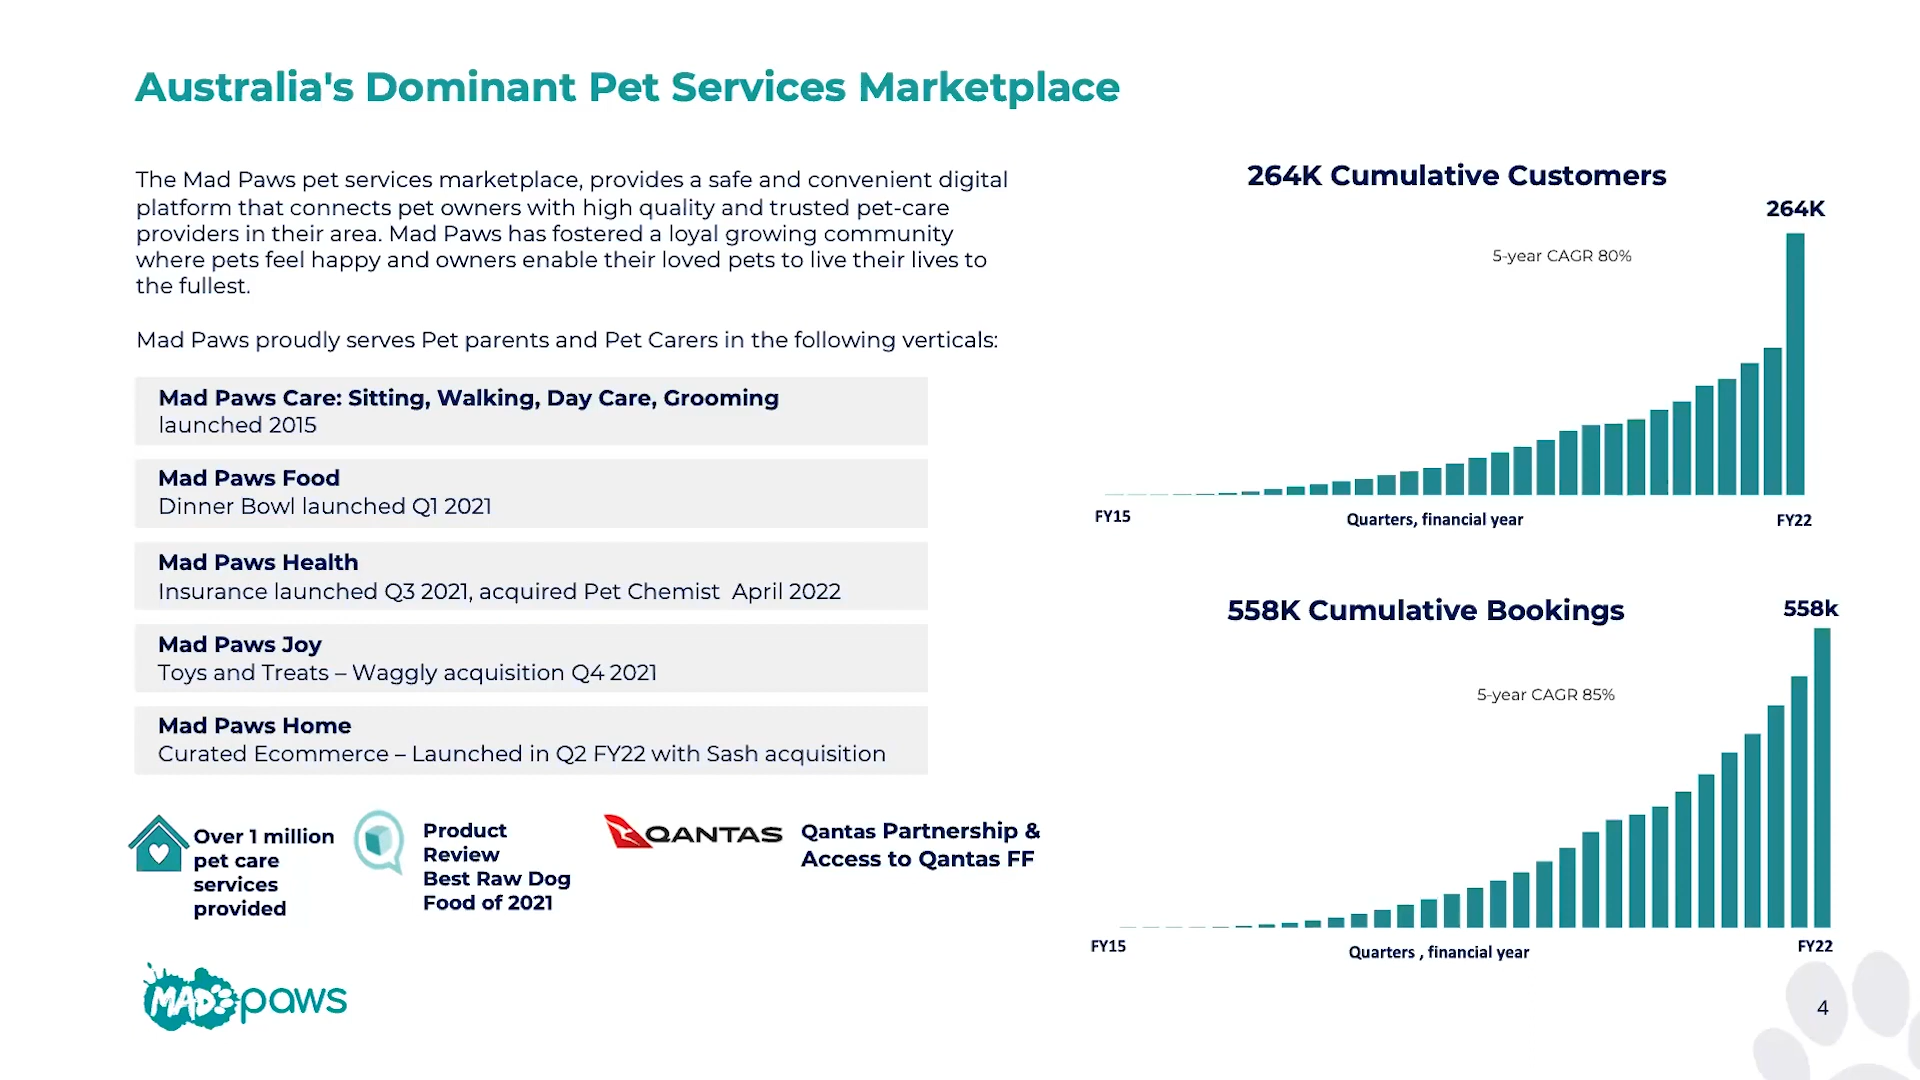 Australia's Dominant Pet Services Marketplace
The Mad Paws pet services marketplace, provides a safe and convenient digital
platform that connects pet owners with high quality and trusted pet-care
providers in their area. Mad Paws has fostered a loyal growing community
where pets feel happy and owners enable their loved pets to live their lives to
the fullest.
Mad Paws proudly serves Pet parents and Pet Carers in the following verticals:
Mad Paws Care: Sitting, Walking, Day Care, Grooming
launched 2015
Mad Paws Food
Dinner Bowl launched Q1 2021
Mad Paws Health
Insurance launched Q3 2021, acquired Pet Chemist  April 2022
Mad Paws Joy
Toys and Treats – Waggly acquisition Q4 2021
Mad Paws Home
Curated Ecommerce – Launched in Q2 FY22 with Sash acquisition
Over 1 million
pet care
services
provided
Product
Review
Best Raw Dog
Food of 2021
QANTAS
Qantas Partnership &
Access to Qantas FF
MAD paws
264K Cumulative Customers
264K
5-year CAGR 80%
FY15
Quarters, financial year
FY22
558K Cumulative Bookings
558k
5-year CAGR 85%
FY15
Quarters , financial year
FY22
4